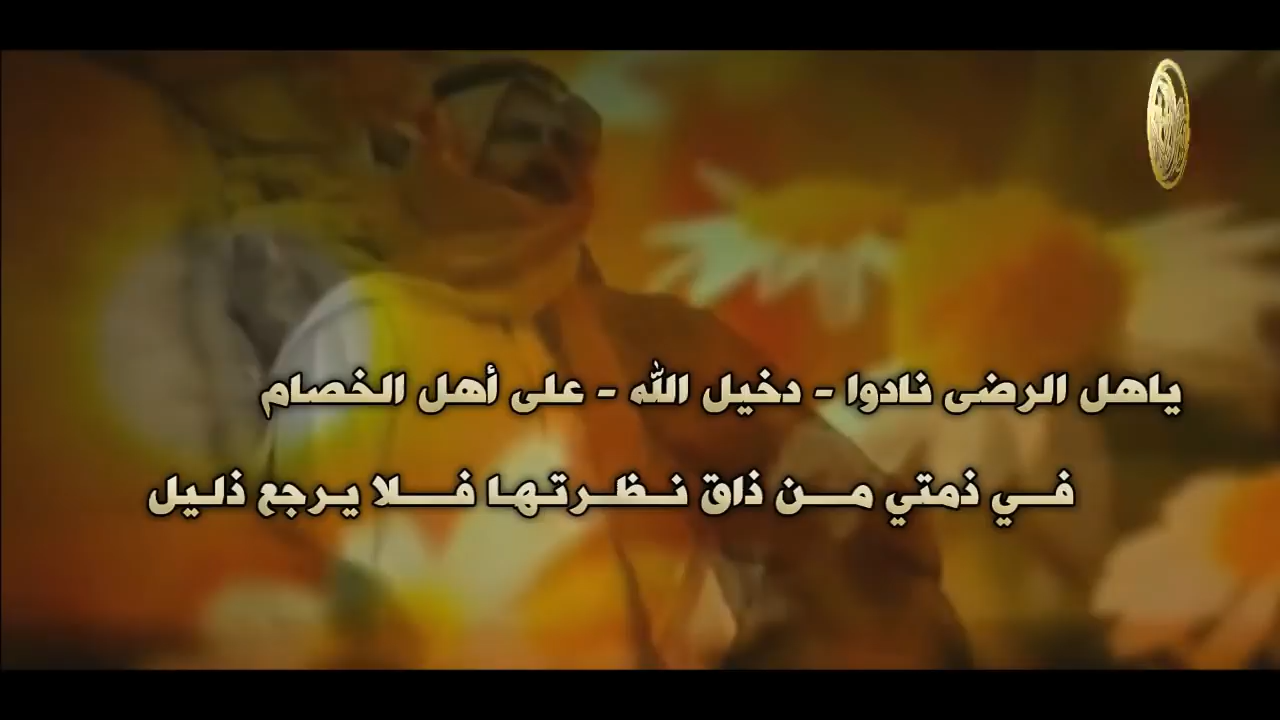 ياهل الرضى نادوا - دخيل الله - على أهل الخصام
في ذمتي من ذاق نظرتها فلا يرجع ذليل